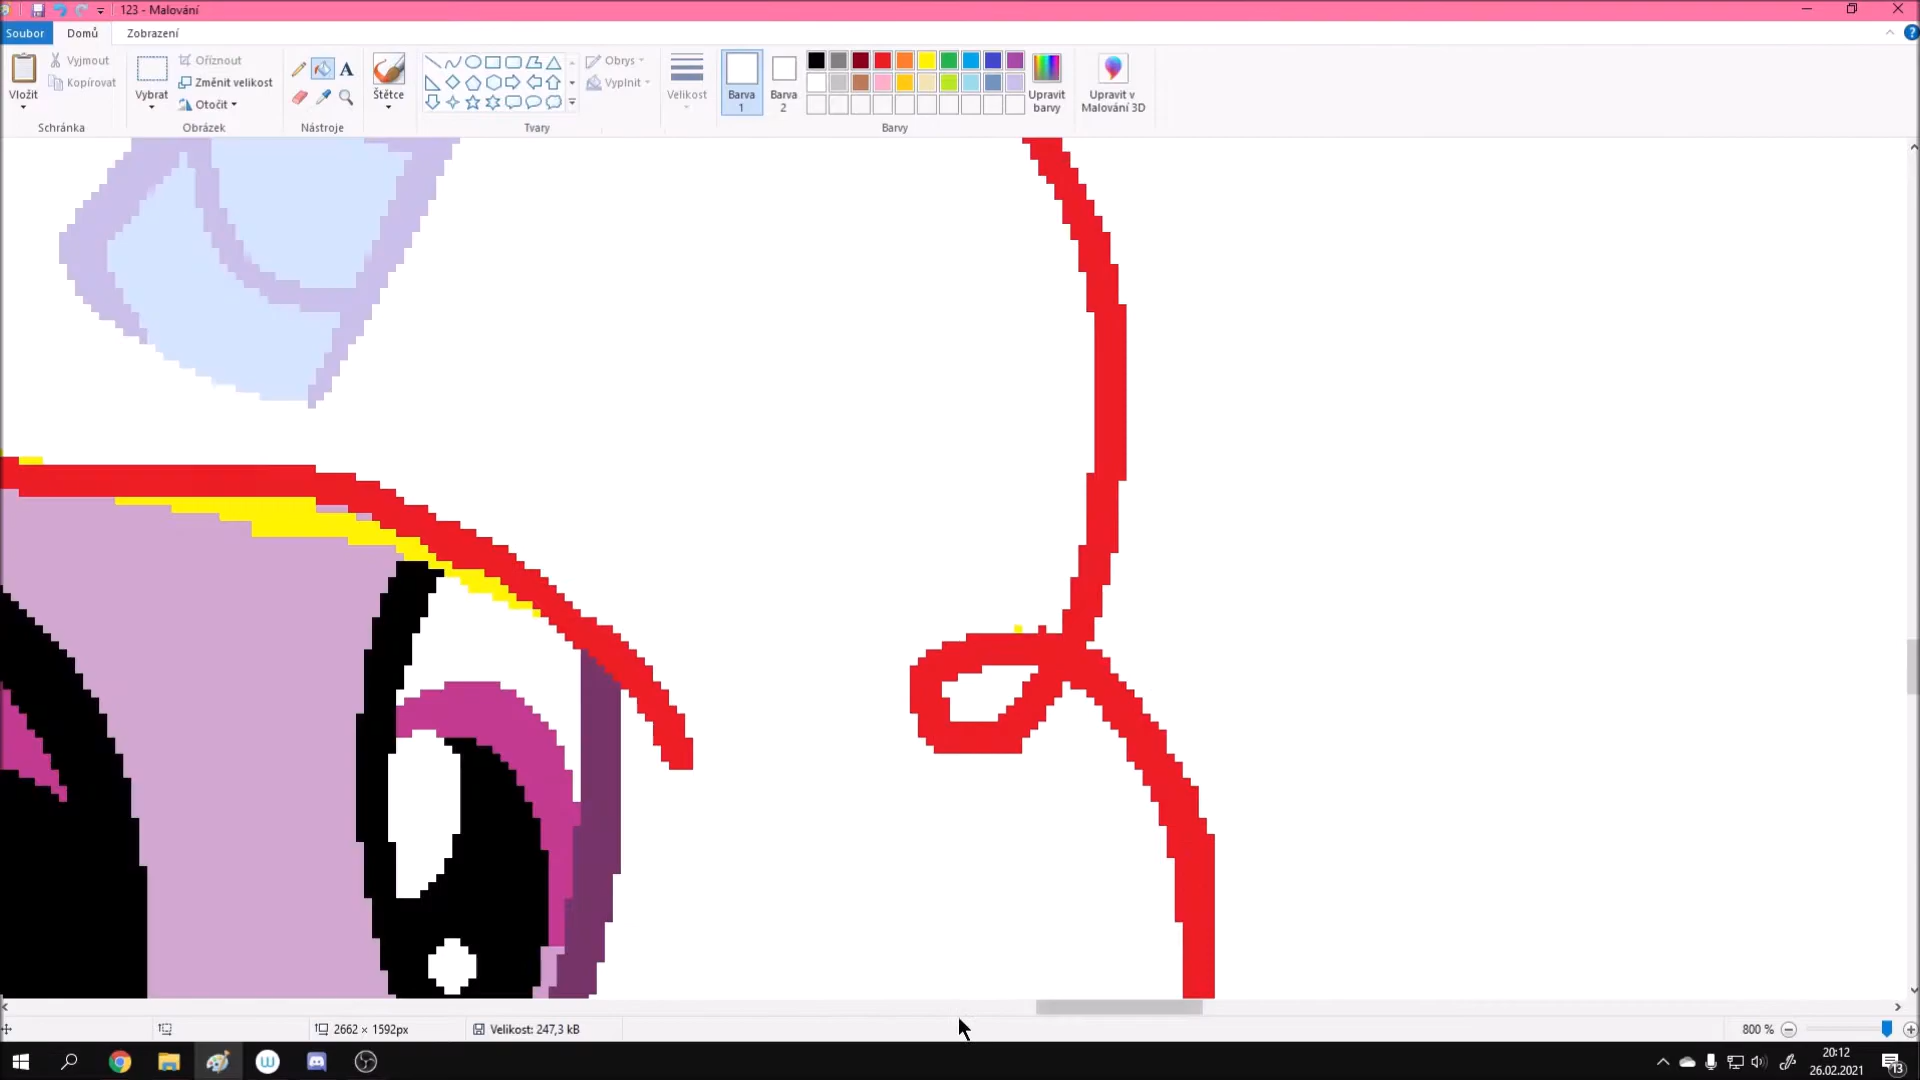 123 - Malování
Soubor Domů Zobrazení
Vložit
Vyjmout
Kopírovat
Schránka
Vybrat
Oříznout
Změnit velikost
Otočit
Obrázek
A
Nástroje
Štětce
Tvary
Obrys
Vyplnit
Velikost
Barva
1
Barva
2
Upravit
barvy
Barvy
Upravit v
Malování 3D
2662 × 1592px
Velikost: 247,3 kB
800 %
20:12
26.02.2021
13